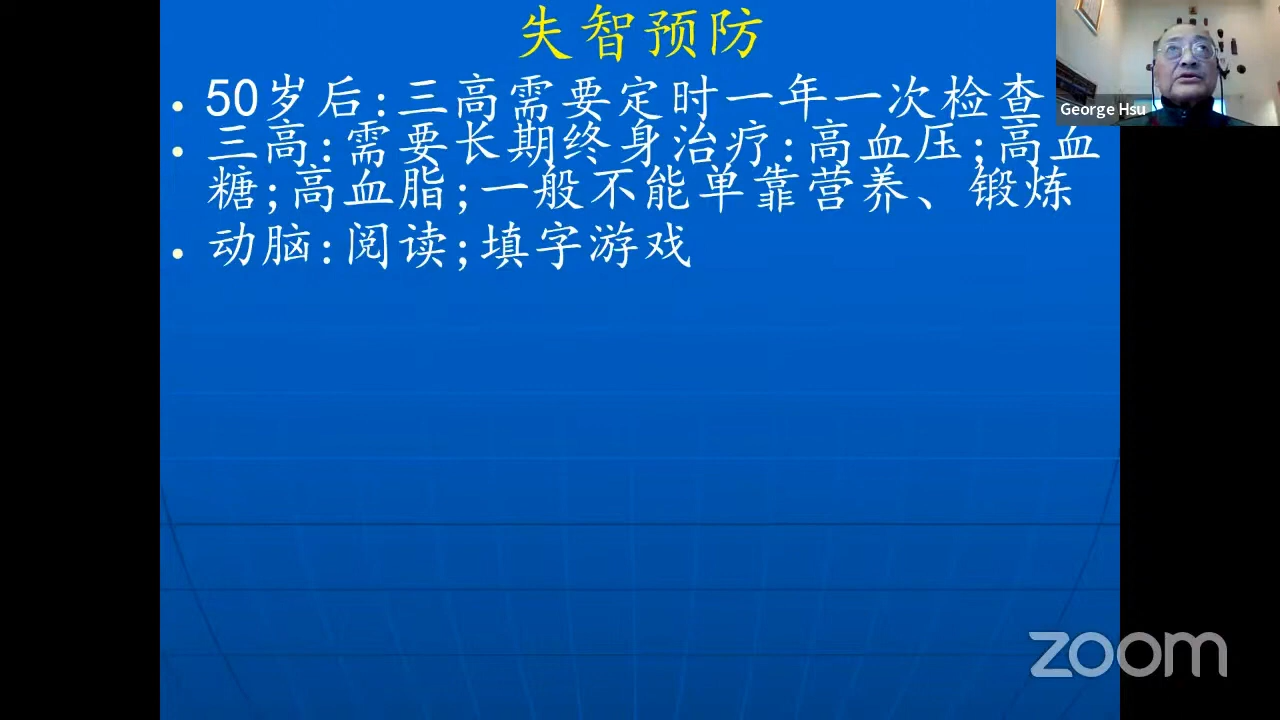 失智预防
• 50岁后:三高需要定时一年一次检查
• 三高:需要长期终身治疗:高血压;高血
糖;高血脂;一般不能单靠营养、 锻炼
• 动脑:阅读;填字游戏
George Hsu
zoom